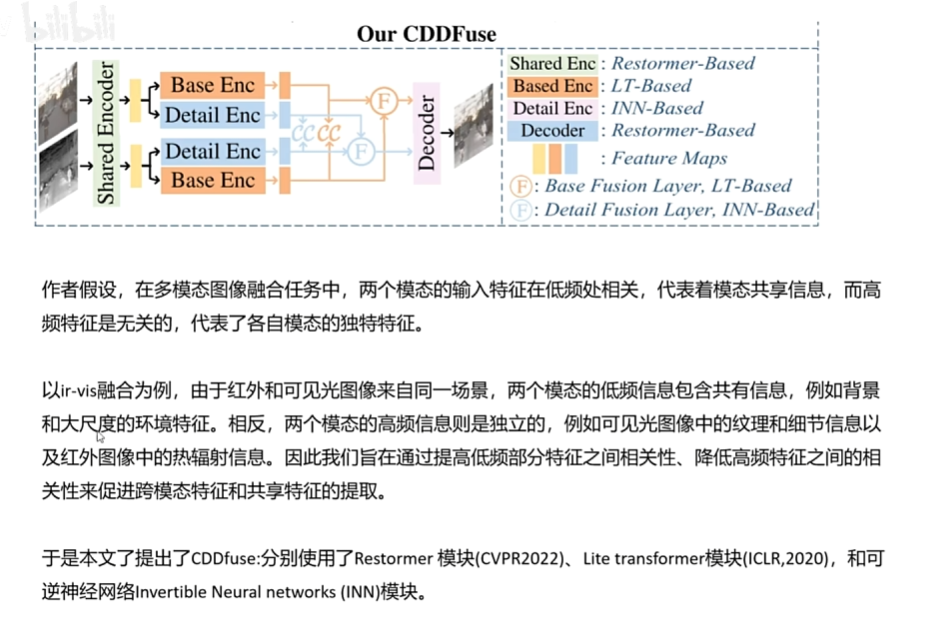 bilibili
Our CDDFuse
Shared Encoder
Base Enc
Detail Enc
CC CC
Detail Enc
Base Enc
F
F
Decoder
Shared Enc : Restormer-Based
Based Enc : LT-Based
Detail Enc : INN-Based
Decoder : Restormer-Based
: Feature Maps
F : Base Fusion Layer, LT-Based
F : Detail Fusion Layer, INN-Based
作者假设，在多模态图像融合任务中，两个模态的输入特征在低频处相关，代表着模态共享信息，而高
频特征是无关的，代表了各自模态的独特特征。
以ir-vis融合为例，由于红外和可见光图像来自同一场景，两个模态的低频信息包含共有信息，例如背景
和大尺度的环境特征。相反，两个模态的高频信息则是独立的，例如可见光图像中的纹理和细节信息以
及红外图像中的热辐射信息。因此我们旨在通过提高低频部分特征之间相关性、降低高频特征之间的相
关性来促进跨模态特征和共享特征的提取。
于是本文了提出了CDDfuse:分别使用了Restormer 模块(CVPR2022)、Lite transformer模块(ICLR,2020)，和可
逆神经网络Invertible Neural networks (INN)模块。